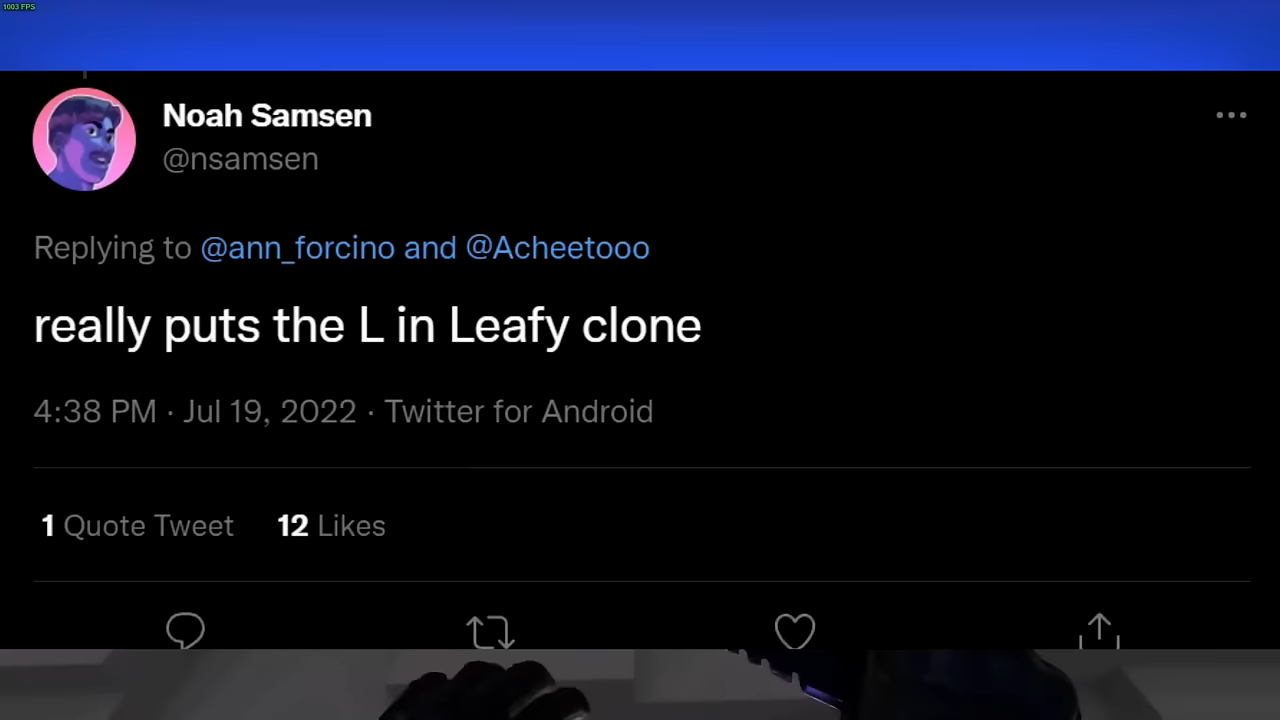 1003 FPS
Noah Samsen
@nsamsen
Replying to @ann_forcino and @Acheetooo
really puts the L in Leafy clone
4:38 PM · Jul 19, 2022 · Twitter for Android
1 Quote Tweet 12 Likes